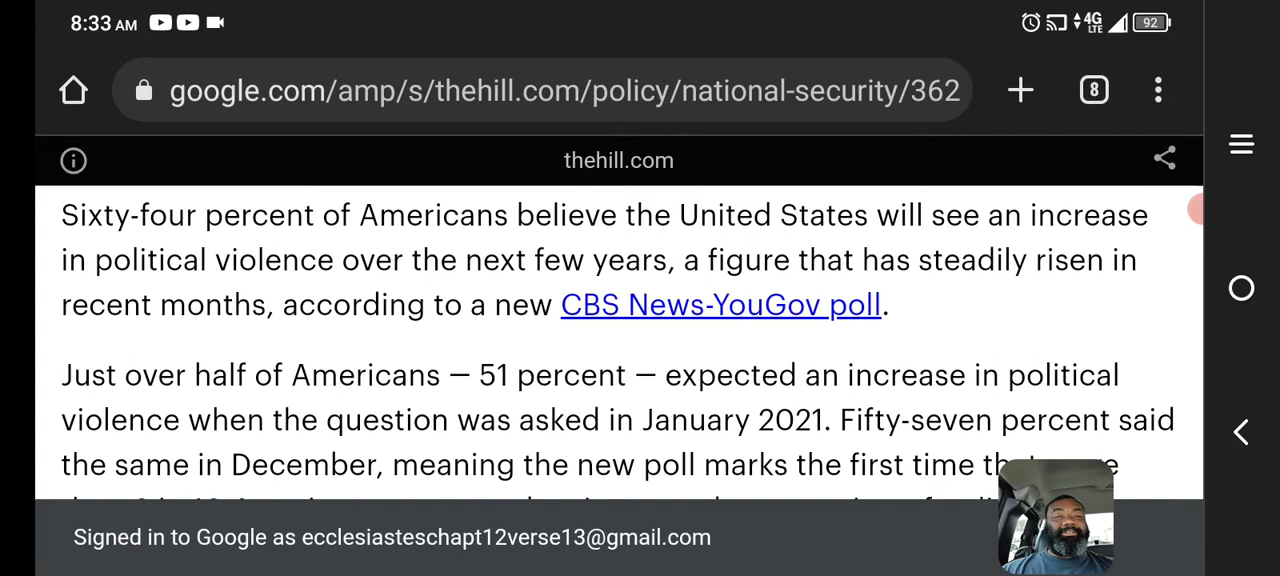 8:33 AM
4G
LTE
92
google.com/amp/s/thehill.com/policy/national-security/362
8
thehill.com
Sixty-four percent of Americans believe the United States will see an increase
in political violence over the next few years, a figure that has steadily risen in
recent months, according to a new CBS News-YouGov poll.
Just over half of Americans — 51 percent — expected an increase in political
violence when the question was asked in January 2021. Fifty-seven percent said
the same in December, meaning the new poll marks the first time
Signed in to Google as ecclesiasteschapt12verse13@gmail.com